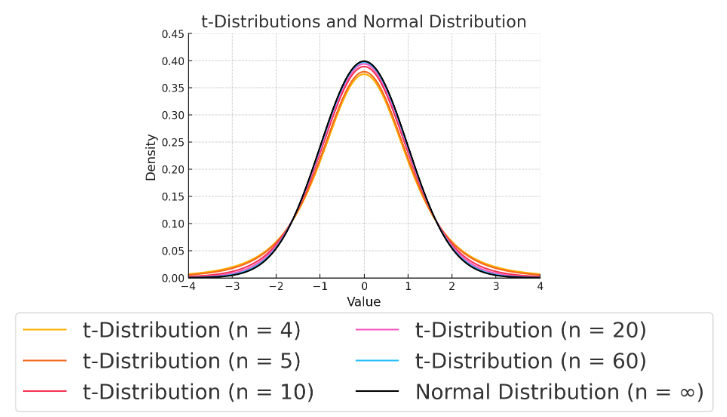 t-Distributions and Normal Distribution
0.45
0.40
0.35
0.30
0.25
0.20
0.15
0.10
0.05
0.00
Density
−4 −3 −2 −1 0 1 2 3 4
Value
t-Distribution (n = 4)
t-Distribution (n = 5)
t-Distribution (n = 10)
t-Distribution (n = 20)
t-Distribution (n = 60)
Normal Distribution (n = ∞)